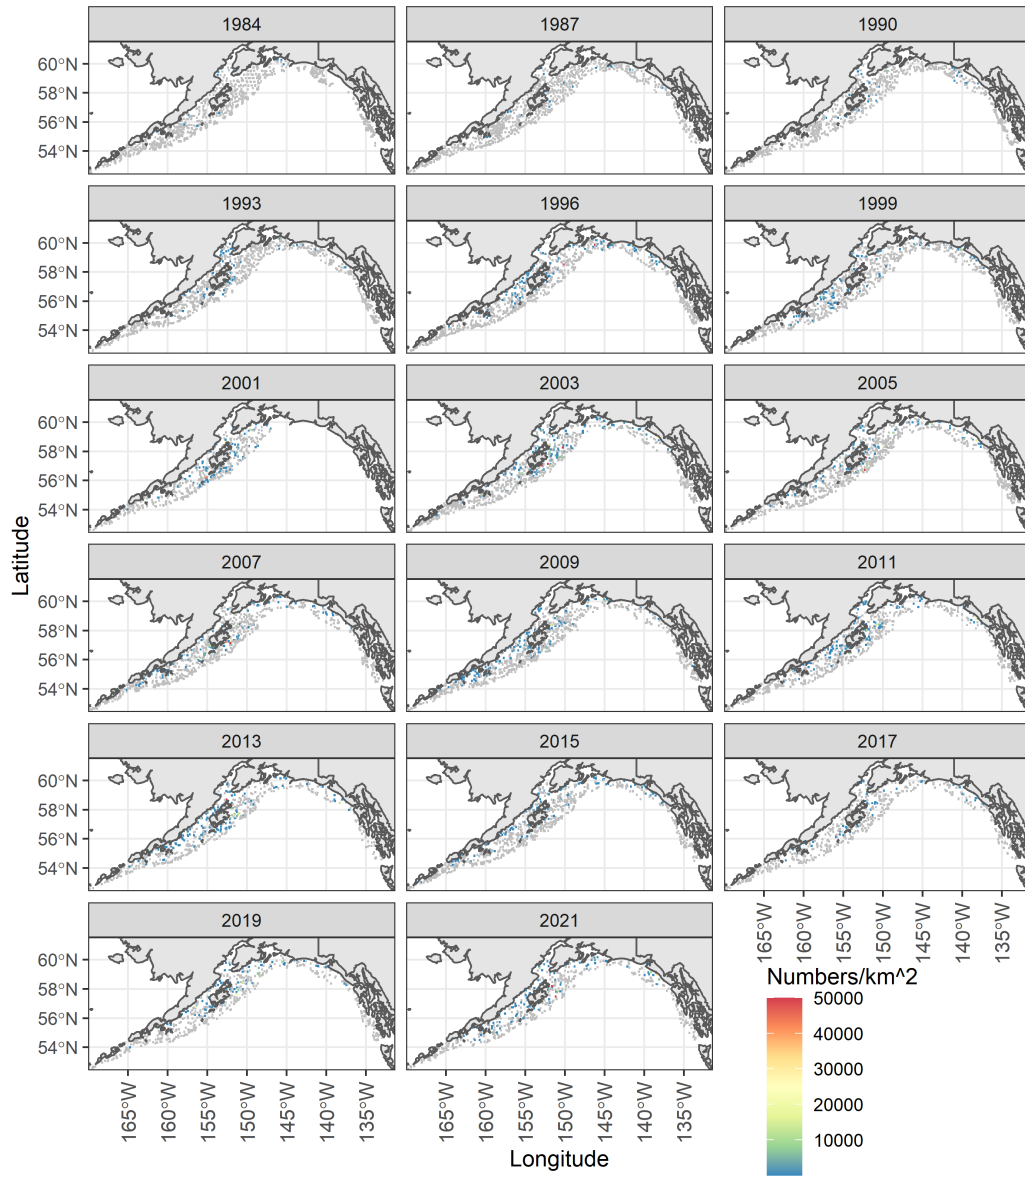 1984 1987 1990
60°N
58°N
56°N
54°N
1993 1996 1999
60°N
58°N
56°N
54°N
2001 2003 2005
60°N
58°N
56°N
54°N
Latitude
2007 2009 2011
60°N
58°N
56°N
54°N
2013 2015 2017
60°N
58°N
56°N
54°N
165°W 160°W 155°W 150°W 145°W 140°W 135°W
2019 2021
60°N
58°N
56°N
54°N
165°W 160°W 155°W 150°W 145°W 140°W 135°W
165°W 160°W 155°W 150°W 145°W 140°W 135°W
Longitude
Numbers/km^2
50000
40000
30000
20000
10000